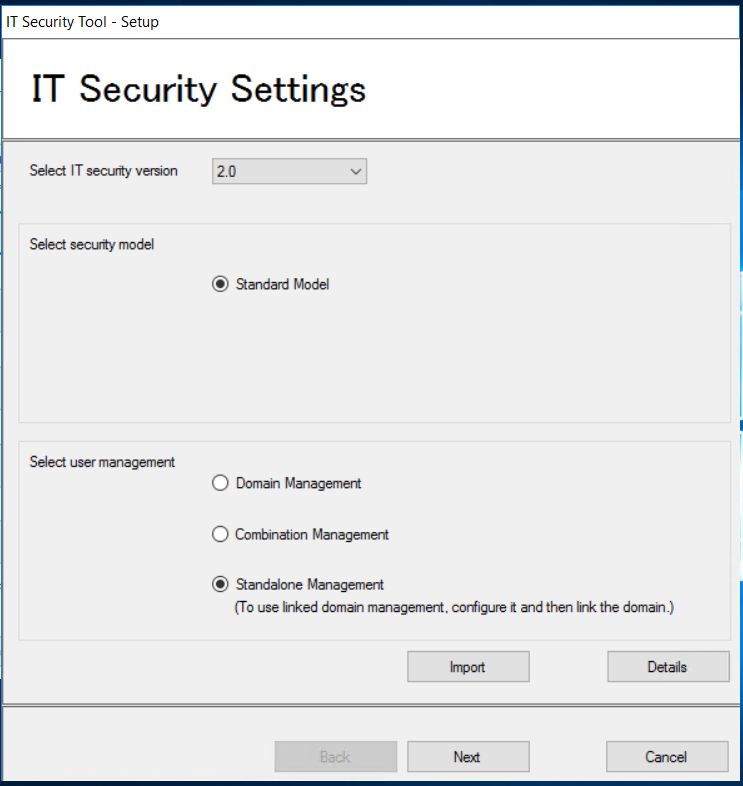 IT Security Tool - Setup
IT Security Settings
Select IT security version
2.0
Select security model
Standard Model
Select user management
Domain Management
Combination Management
Standalone Management
(To use linked domain management, configure it and then link the domain.)
Import
Details
Back
Next
Cancel